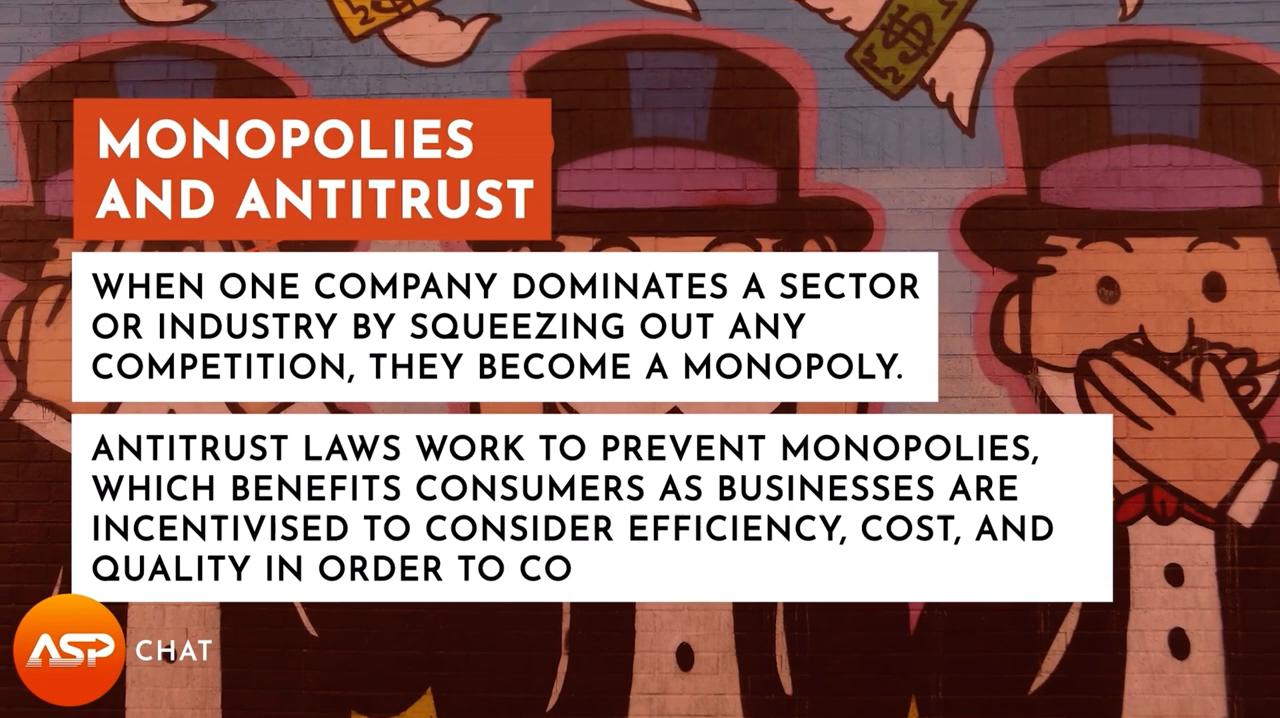 MONOPOLIES
AND ANTITRUST
WHEN ONE COMPANY DOMINATES A SECTOR
OR INDUSTRY BY SQUEEZING OUT ANY
COMPETITION, THEY BECOME A MONOPOLY.
ANTITRUST LAWS WORK TO PREVENT MONOPOLIES,
WHICH BENEFITS CONSUMERS AS BUSINESSES ARE
INCENTIVISED TO CONSIDER EFFICIENCY, COST, AND
QUALITY IN ORDER TO CO
ASP CHAT